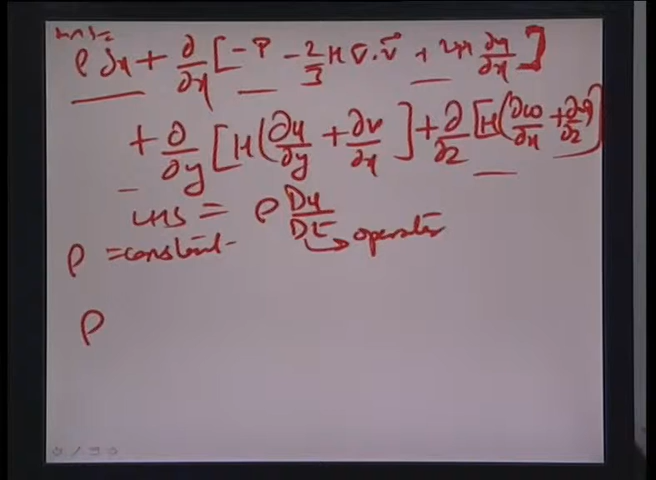 RHS =
ρ g_x + ∂/∂x [ -P - 2/3 μ ∇·V⃗ + 2μ ∂u/∂x ]
+ ∂/∂y [ μ ( ∂u/∂y + ∂v/∂x ] + ∂/∂z [ μ ( ∂w/∂x + ∂u/∂z ) ]
LHS = ρ Du/Dt → operator
ρ = constant
ρ